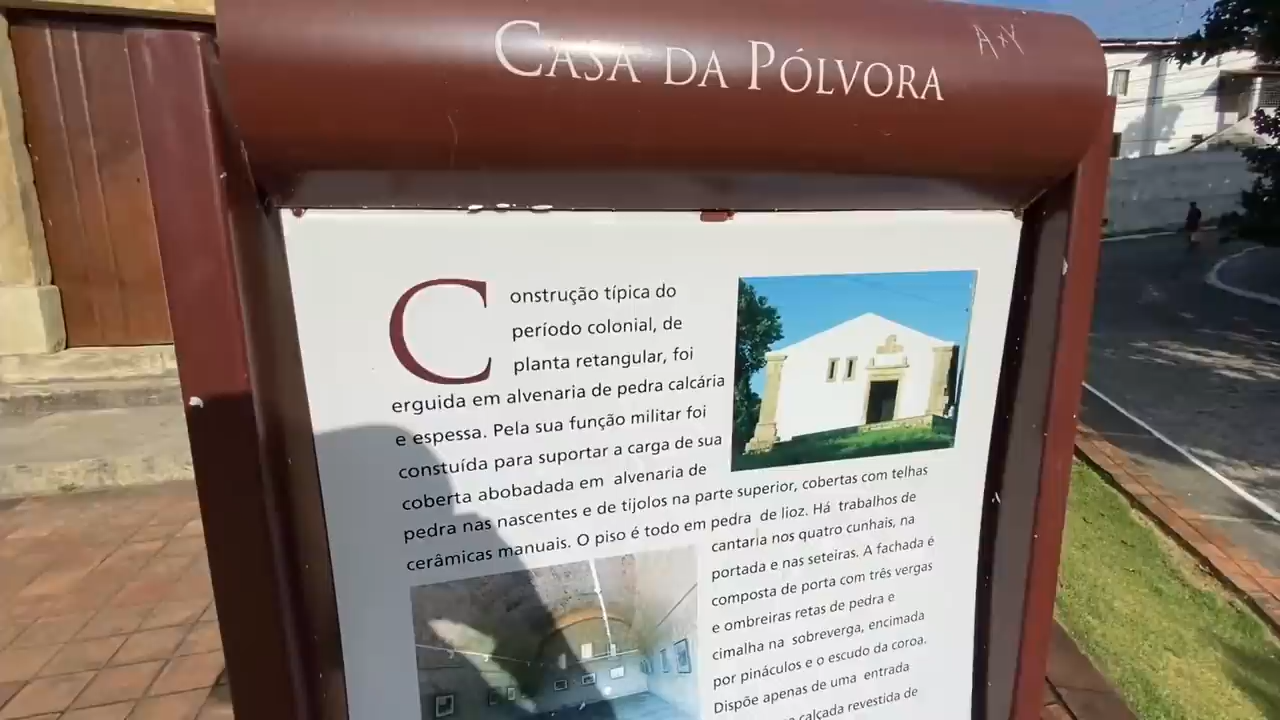 CASA DA PÓLVORA
A x Y
Construção típica do
período colonial, de
planta retangular, foi
erguida em alvenaria de pedra calcária
e espessa. Pela sua função militar foi
constuída para suportar a carga de sua
coberta abobadada em alvenaria de
pedra nas nascentes e de tijolos na parte superior, cobertas com telhas
cerâmicas manuais. O piso é todo em pedra de lioz. Há trabalhos de
cantaria nos quatro cunhais, na
portada e nas seteiras. A fachada é
composta de porta com três vergas
e ombreiras retas de pedra e
cimalha na sobreverga, encimada
por pináculos e o escudo da coroa.
Dispõe apenas de uma entrada
calçada revestida de